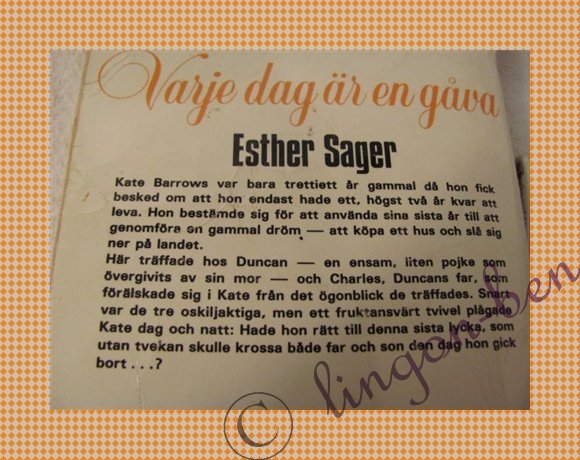 Varje dag är en gåva
Esther Sager
Kate Barrows var bara trettiett år gammal då hon fick
besked om att hon endast hade ett, högst två år kvar att
leva. Hon bestämde sig för att använda sina sista år till att
genomföra en gammal dröm — att köpa ett hus och slå sig
ner på landet.
Här träffade hos Duncan — en ensam, liten pojke som
övergivits av sin mor — och Charles, Duncans far, som
förälskade sig i Kate från det ögonblick de träffades. Snart
var de tre oskiljaktiga, men ett fruktansvärt tvivel plågade
Kate dag och natt: Hade hon rätt till denna sista lycka, som
utan tvekan skulle krossa både far och son den dag hon gick
bort...?
© lingon-ben